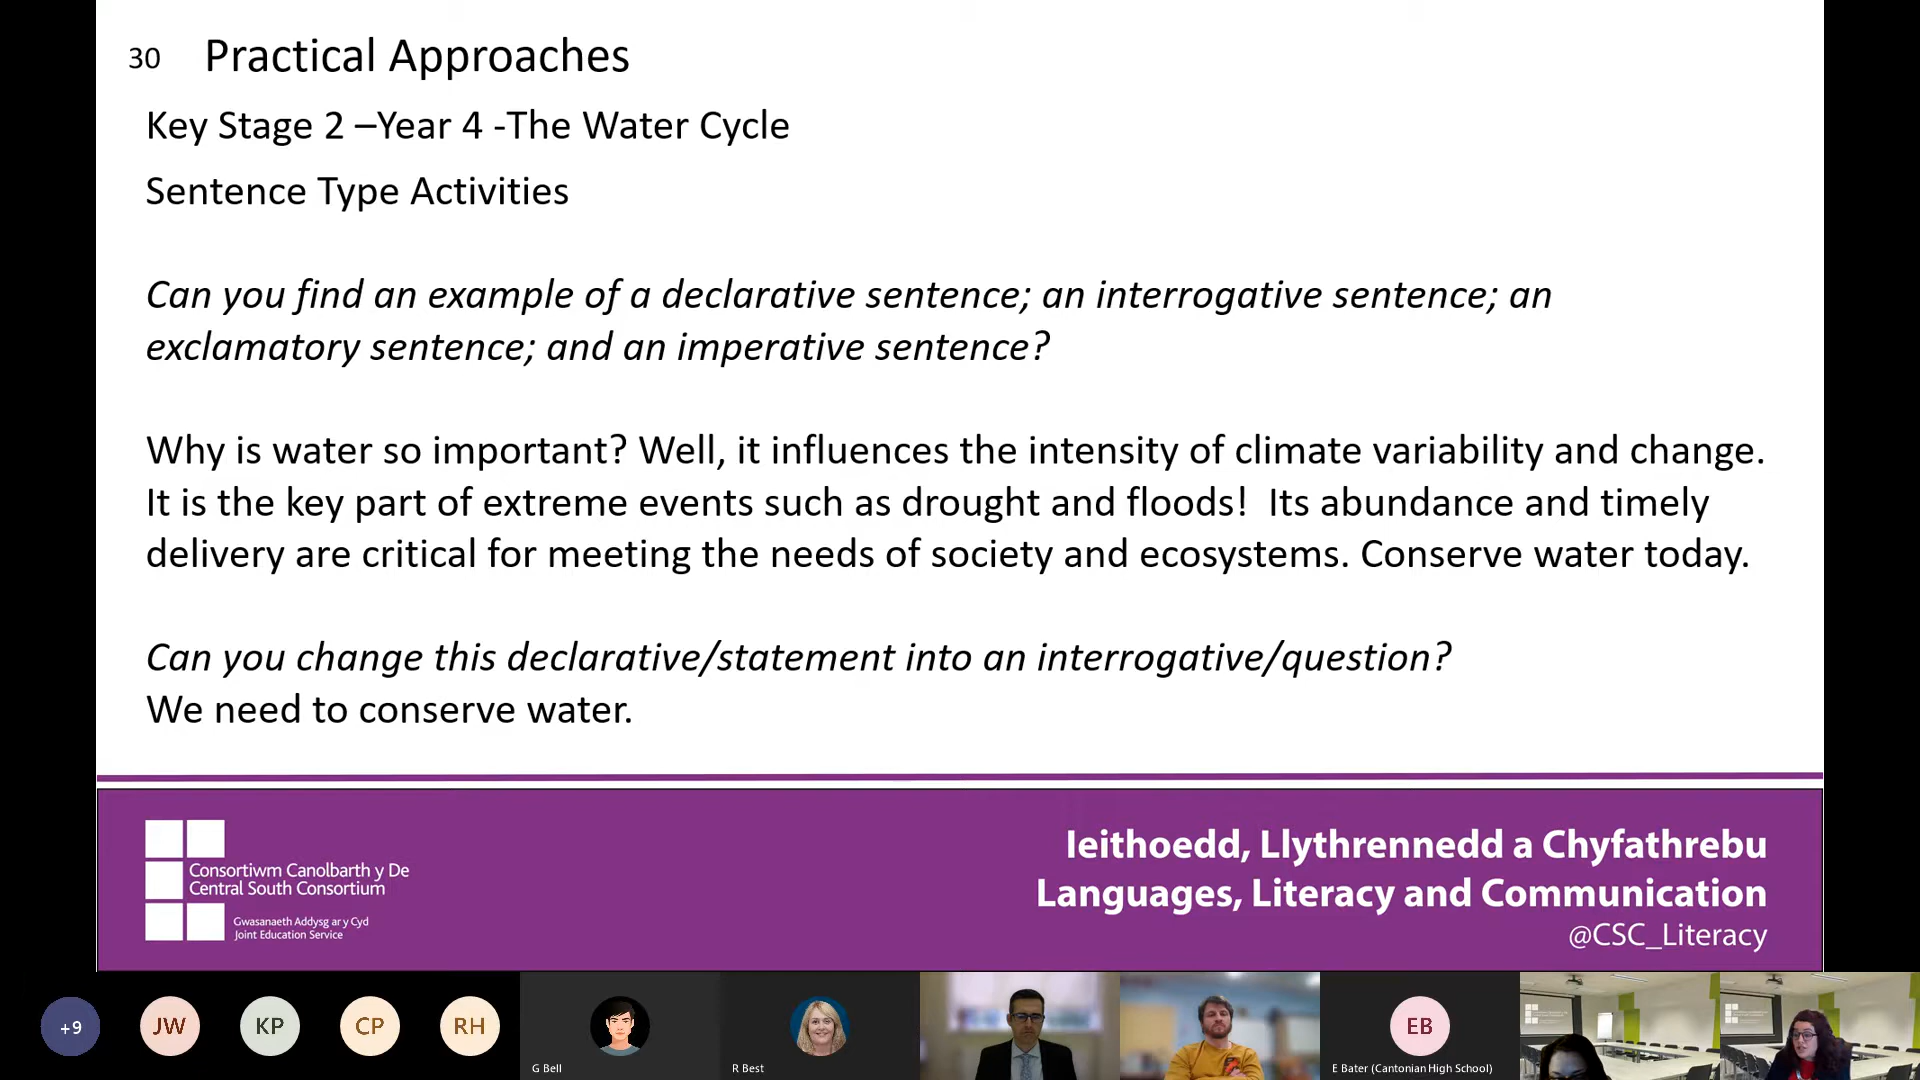 30 Practical Approaches
Key Stage 2 –Year 4 -The Water Cycle
Sentence Type Activities
Can you find an example of a declarative sentence; an interrogative sentence; an
exclamatory sentence; and an imperative sentence?
Why is water so important? Well, it influences the intensity of climate variability and change.
It is the key part of extreme events such as drought and floods!  Its abundance and timely
delivery are critical for meeting the needs of society and ecosystems. Conserve water today.
Can you change this declarative/statement into an interrogative/question?
We need to conserve water.
Consortiwm Canolbarth y De
Central South Consortium
Gwasanaeth Addysg ar y Cyd
Joint Education Service
Ieithoedd, Llythrennedd a Chyfathrebu
Languages, Literacy and Communication
@CSC_Literacy
+9
JW
KP
CP
RH
G Bell
R Best
EB
E Bater (Cantonian High School)